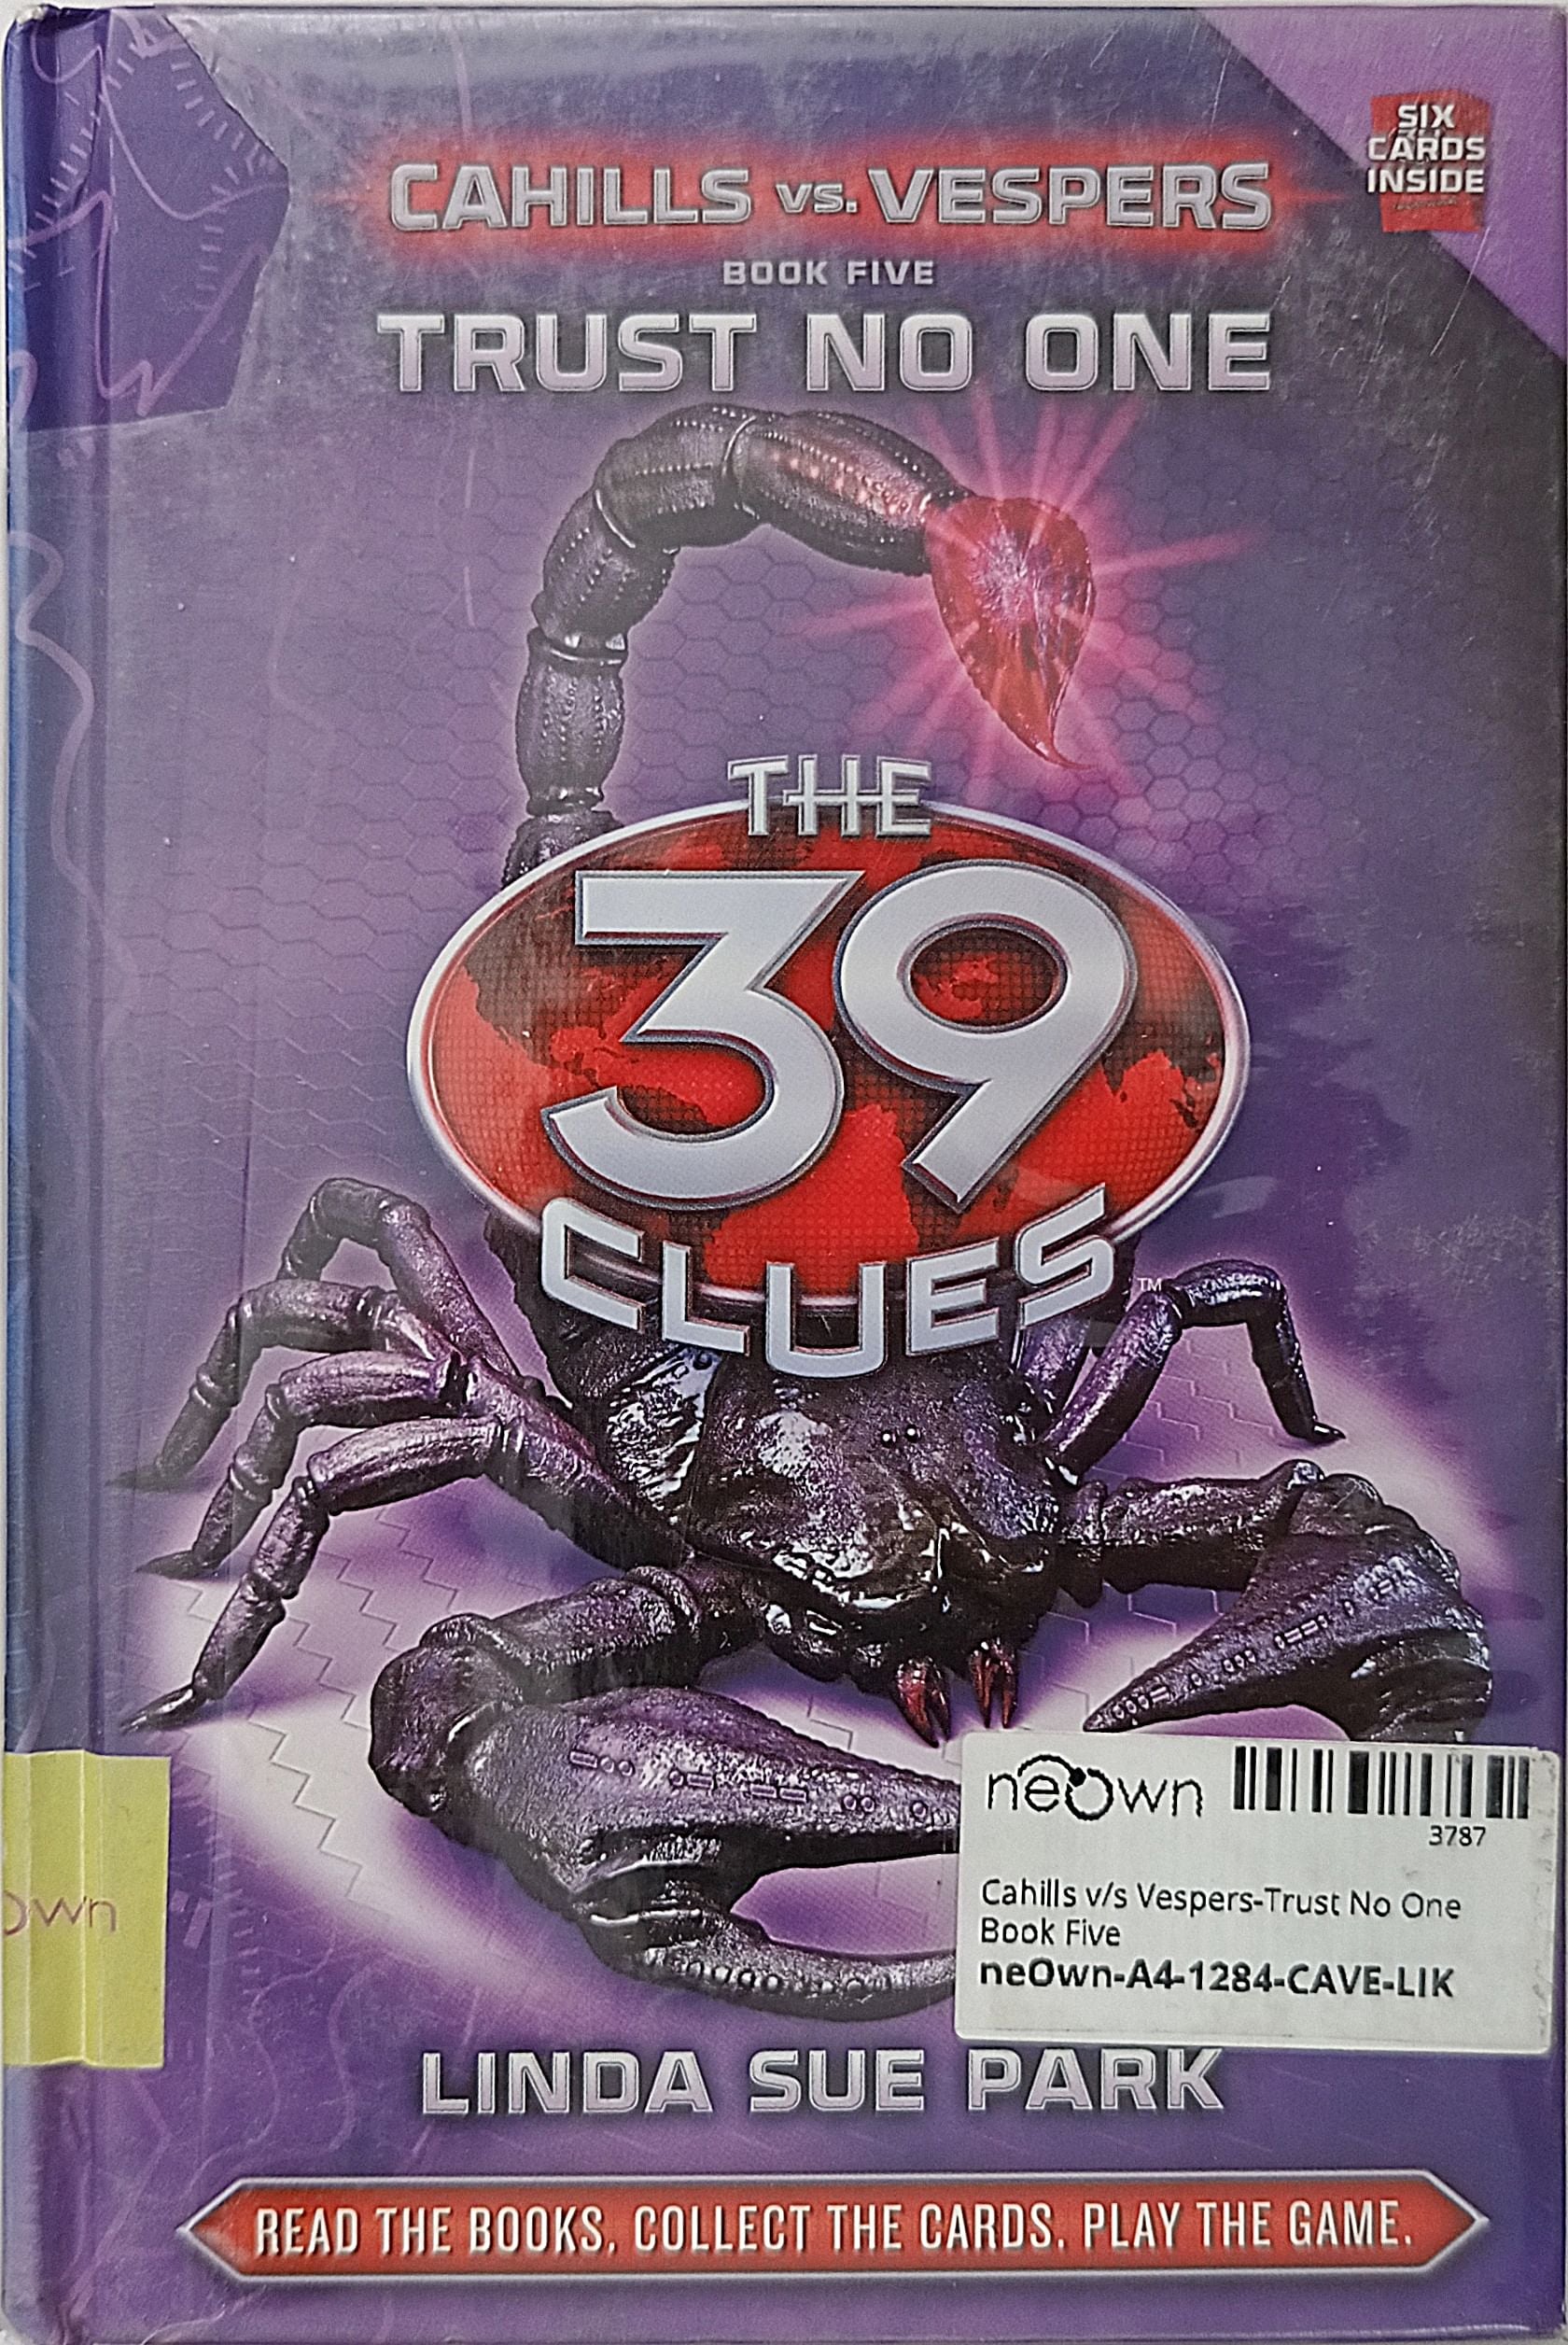 SIX
CARDS
INSIDE
CAHILLS VS. VESPERS
BOOK FIVE
TRUST NO ONE
THE
39
CLUES™
neOwn
3787
Cahills v/s Vespers-Trust No One
Book Five
neOwn-A4-1284-CAVE-LIK
own
LINDA SUE PARK
READ THE BOOKS. COLLECT THE CARDS. PLAY THE GAME.